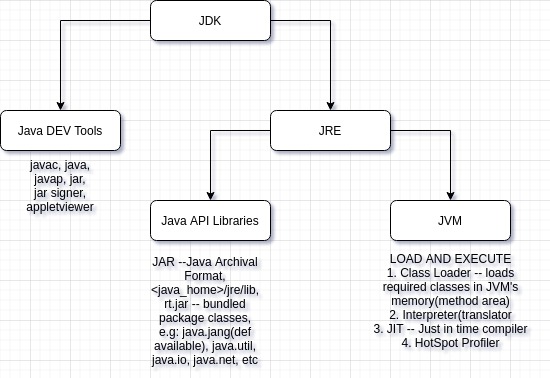 JDK
Java DEV Tools
JRE
javac, java,
javap, jar,
jar signer,
appletviewer
Java API Libraries
JVM
JAR --Java Archival
Format,
<java_home>/jre/lib,
rt.jar -- bundled
package classes,
e.g: java.jang(def
available), java.util,
java.io, java.net, etc
LOAD AND EXECUTE
1. Class Loader -- loads
required classes in JVM's
memory(method area)
2. Interpreter(translator
3. JIT -- Just in time compiler
4. HotSpot Profiler